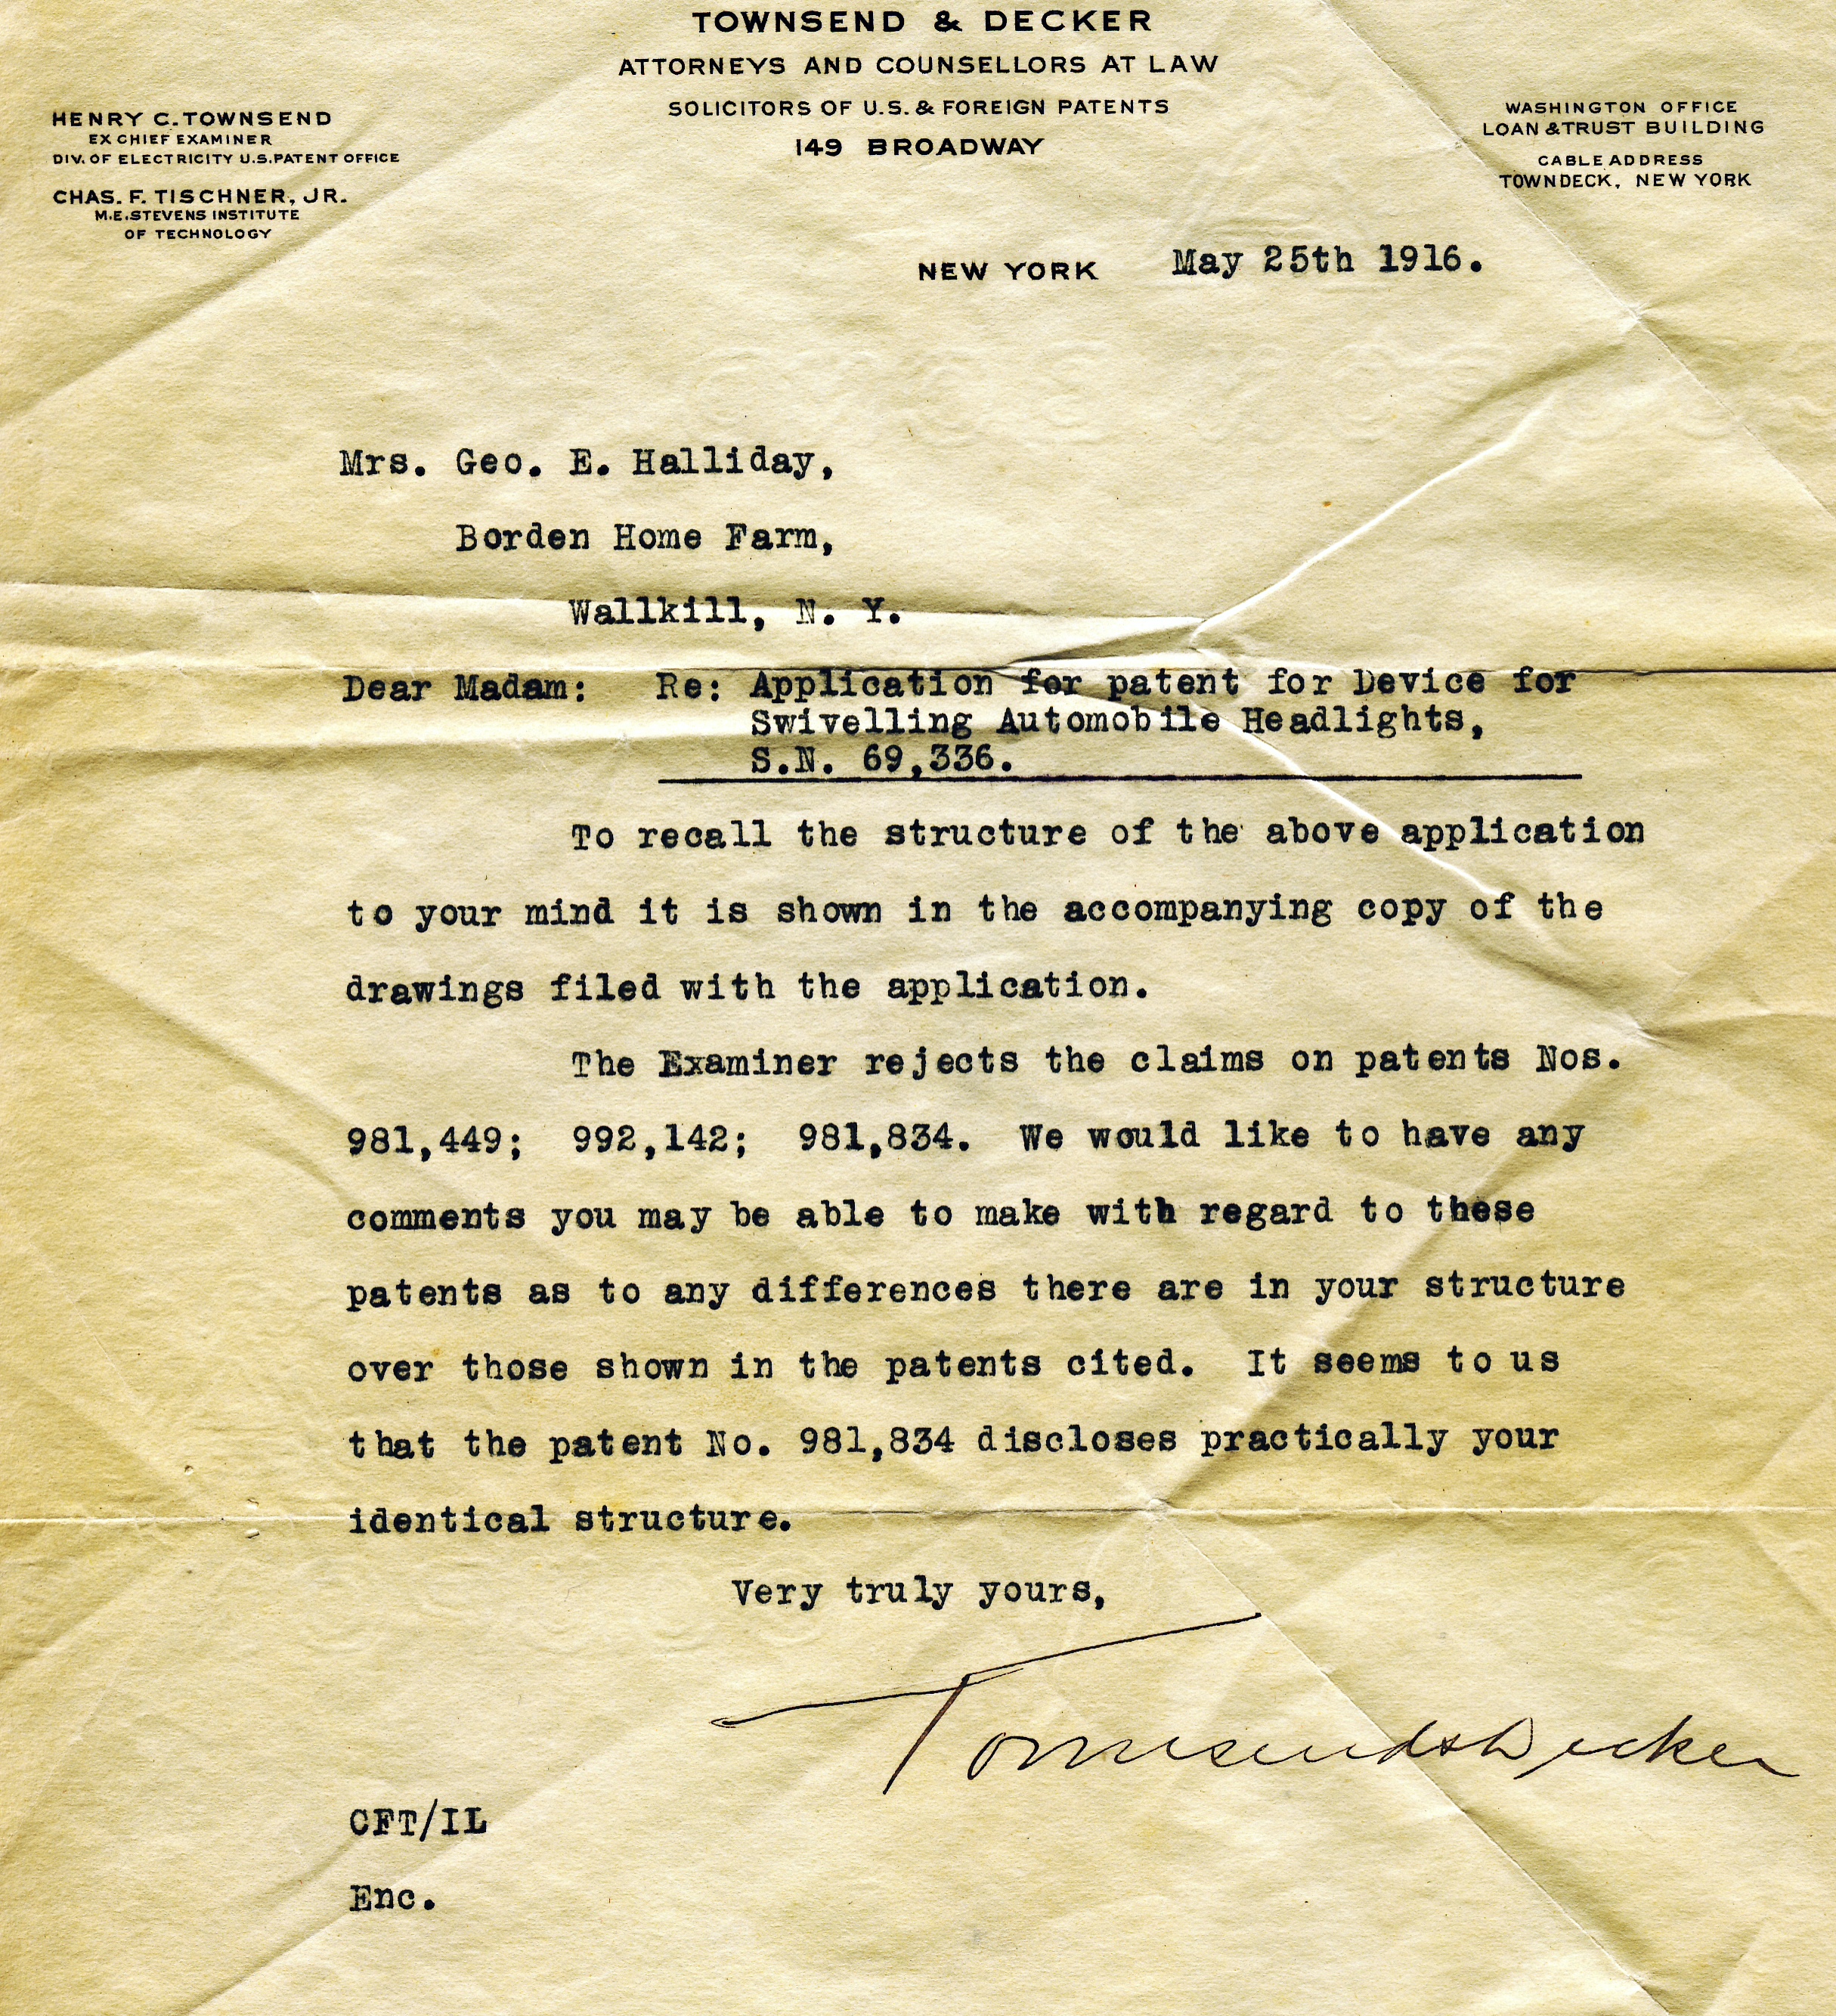 TOWNSEND & DECKER
ATTORNEYS AND COUNSELLORS AT LAW
SOLICITORS OF U.S. & FOREIGN PATENTS
149 BROADWAY
HENRY C. TOWNSEND
EX CHIEF EXAMINER
DIV. OF ELECTRICITY U.S. PATENT OFFICE
CHAS. F. TISCHNER, JR.
M.E. STEVENS INSTITUTE
OF TECHNOLOGY
WASHINGTON OFFICE
LOAN & TRUST BUILDING
CABLE ADDRESS
TOWNDECK, NEW YORK
NEW YORK May 25th 1916.
Mrs. Geo. E. Halliday,
Borden Home Farm,
Wallkill, N. Y.
Dear Madam: Re: Application for patent for Device for
Swivelling Automobile Headlights,
S.N. 69,336.
To recall the structure of the above application
to your mind it is shown in the accompanying copy of the
drawings filed with the application.
The Examiner rejects the claims on patents Nos.
981,449; 992,142; 981,834. We would like to have any
comments you may be able to make with regard to these
patents as to any differences there are in your structure
over those shown in the patents cited. It seems to us
that the patent No. 981,834 discloses practically your
identical structure.
Very truly yours,
Townsend & Decker
CFT/IL
Enc.